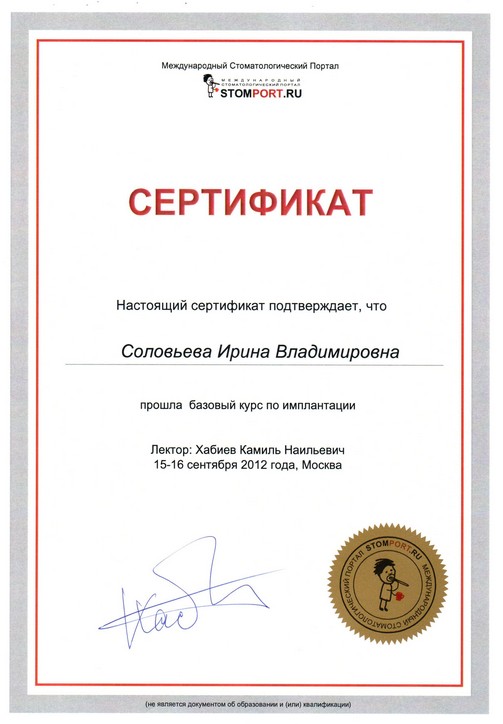 Международный Стоматологический Портал
МЕЖДУНАРОДНЫЙ
СТОМАТОЛОГИЧЕСКИЙ ПОРТАЛ
STOMPORT.RU
СЕРТИФИКАТ
Настоящий сертификат подтверждает, что
Соловьева Ирина Владимировна
прошла базовый курс по имплантации
Лектор: Хабиев Камиль Наильевич
15-16 сентября 2012 года, Москва
STOMPORT.RU
МЕЖДУНАРОДНЫЙ СТОМАТОЛОГИЧЕСКИЙ ПОРТАЛ
(не является документом об образовании и (или) квалификации)